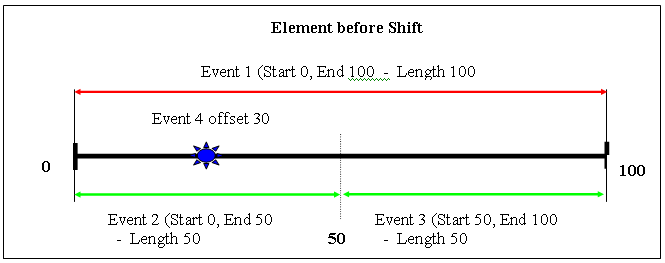 Element before Shift
Event 1 (Start 0, End 100 - Length 100
Event 4 offset 30
0
100
Event 2 (Start 0, End 50
- Length 50
50
Event 3 (Start 50, End 100
- Length 50